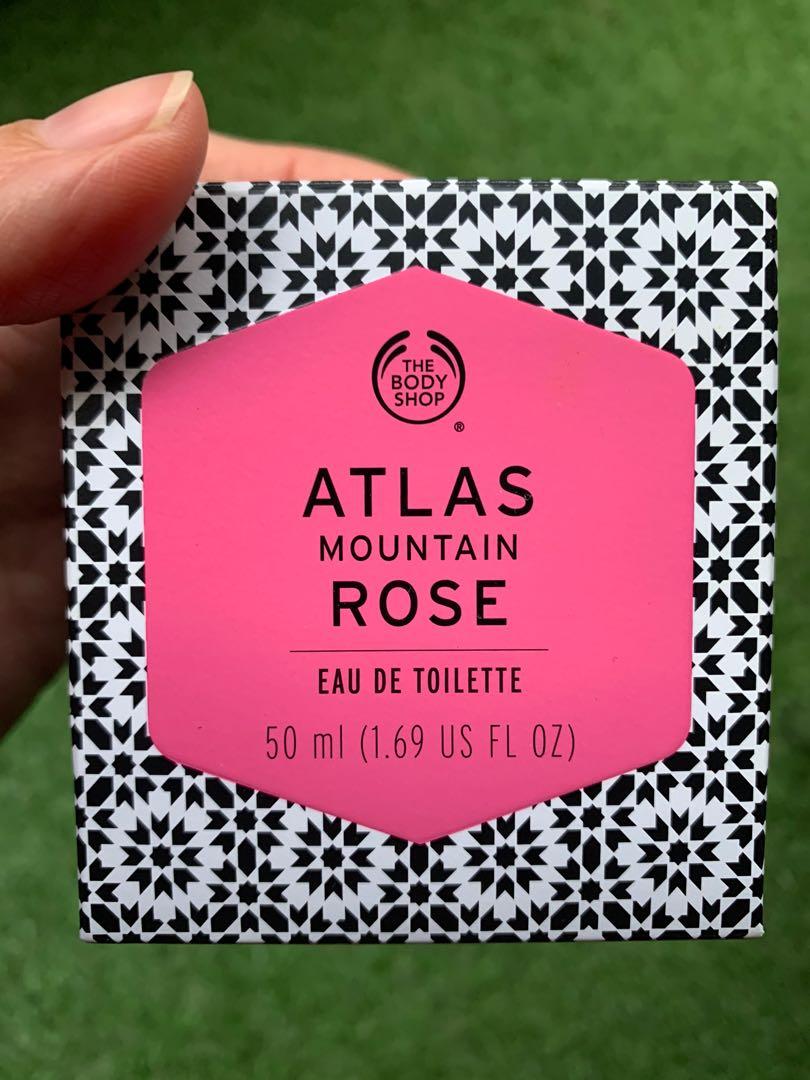 THE
BODY
SHOP
®
ATLAS
MOUNTAIN
ROSE
EAU DE TOILETTE
50 ml (1.69 US FL OZ)